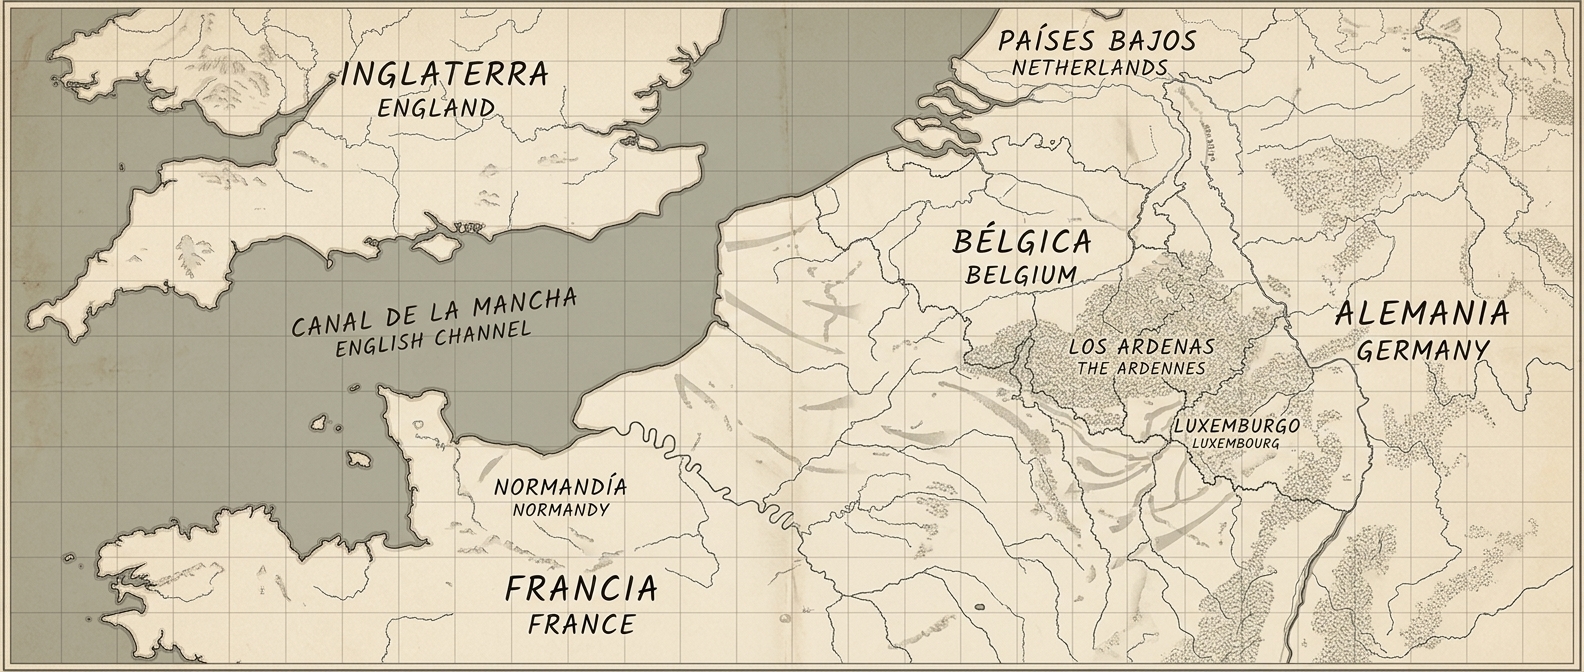 PAÍSES BAJOS
NETHERLANDS
INGLATERRA
ENGLAND
BÉLGICA
BELGIUM
CANAL DE LA MANCHA
ENGLISH CHANNEL
ALEMANIA
GERMANY
LOS ARDENAS
THE ARDENNES
LUXEMBURGO
LUXEMBOURG
NORMANDÍA
NORMANDY
FRANCIA
FRANCE